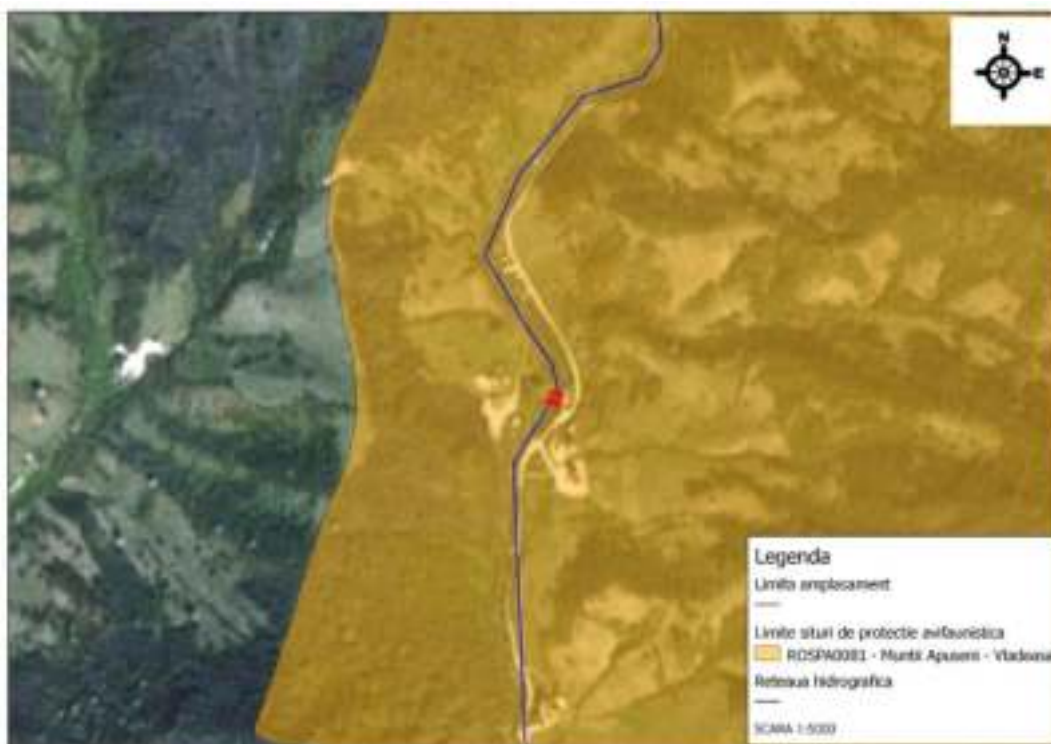 N
E
Legenda
Limita amplasament
Limite situri de protectie avifaunistica
ROSPA0081 - Muntii Apuseni - Vladeasa
Reteaua hidrografica
SCARA 1:5000